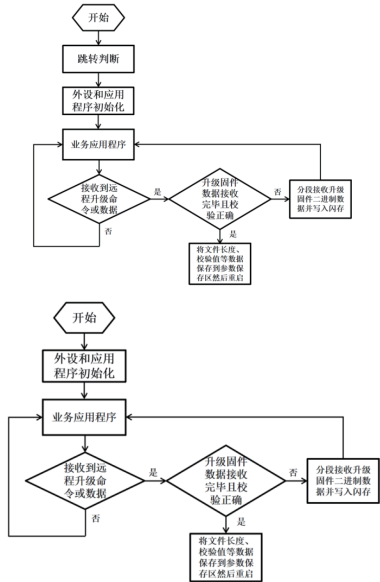 开始
跳转判断
外设和应用
程序初始化
业务应用程序
接收到远
程升级命
令或数据
是
升级固件
数据接收
完毕且校
验正确
否
分段接收升级
固件二进制数
据并写入闪存
否
是
将文件长度、
校验值等数据
保存到参数保
存区然后重启
开始
外设和应用
程序初始化
业务应用程序
接收到远
程升级命
令或数据
是
升级固件
数据接收
完毕且校
验正确
否
分段接收升级
固件二进制数
据并写入闪存
否
是
将文件长度、
校验值等数据
保存到参数保
存区然后重启